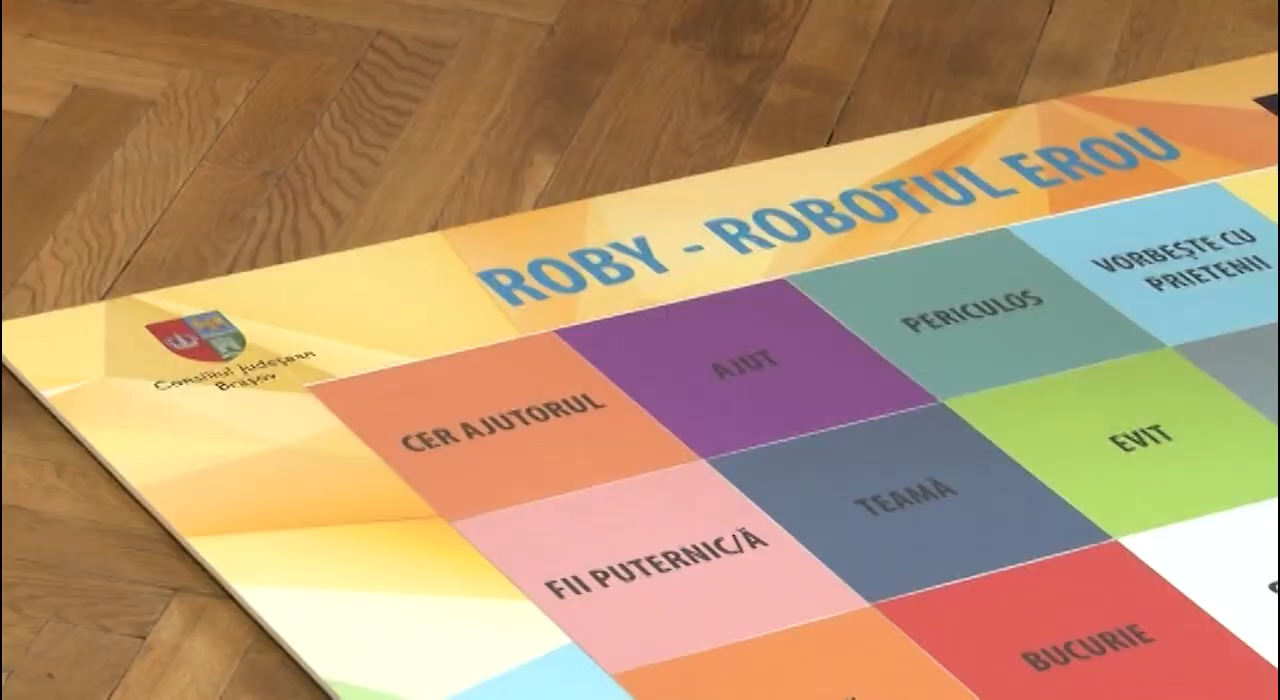 ROBY - ROBOTUL EROU
Consiliul Județean
Brașov
CER AJUTORUL
AJUT
PERICULOS
VORBEȘTE CU
PRIETENII
FII PUTERNIC/Ă
TEAMĂ
EVIT
BUCURIE